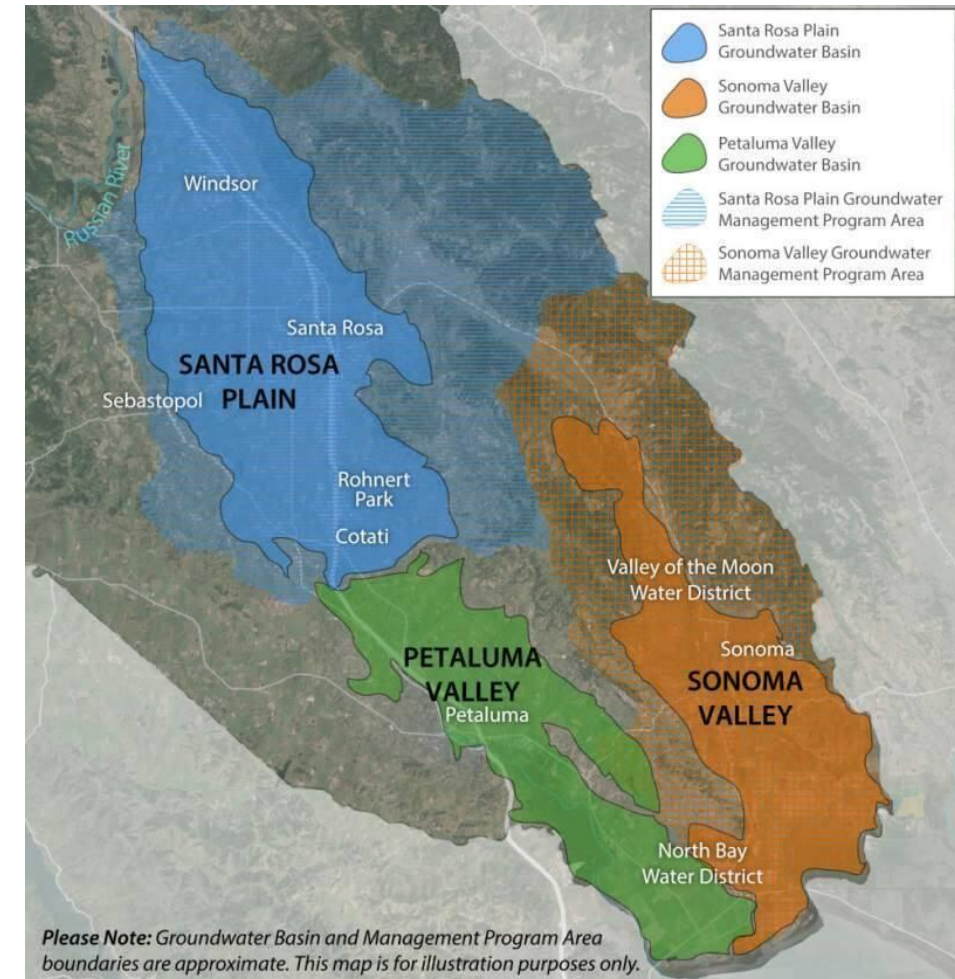 Santa Rosa Plain
Groundwater Basin
Sonoma Valley
Groundwater Basin
Petaluma Valley
Groundwater Basin
Santa Rosa Plain Groundwater
Management Program Area
Sonoma Valley Groundwater
Management Program Area
Russian River
Windsor
Santa Rosa
SANTA ROSA
PLAIN
Sebastopol
Rohnert
Park
Cotati
Valley of the Moon
Water District
Sonoma
SONOMA
VALLEY
PETALUMA
VALLEY
Petaluma
North Bay
Water District
Please Note: Groundwater Basin and Management Program Area
boundaries are approximate. This map is for illustration purposes only.